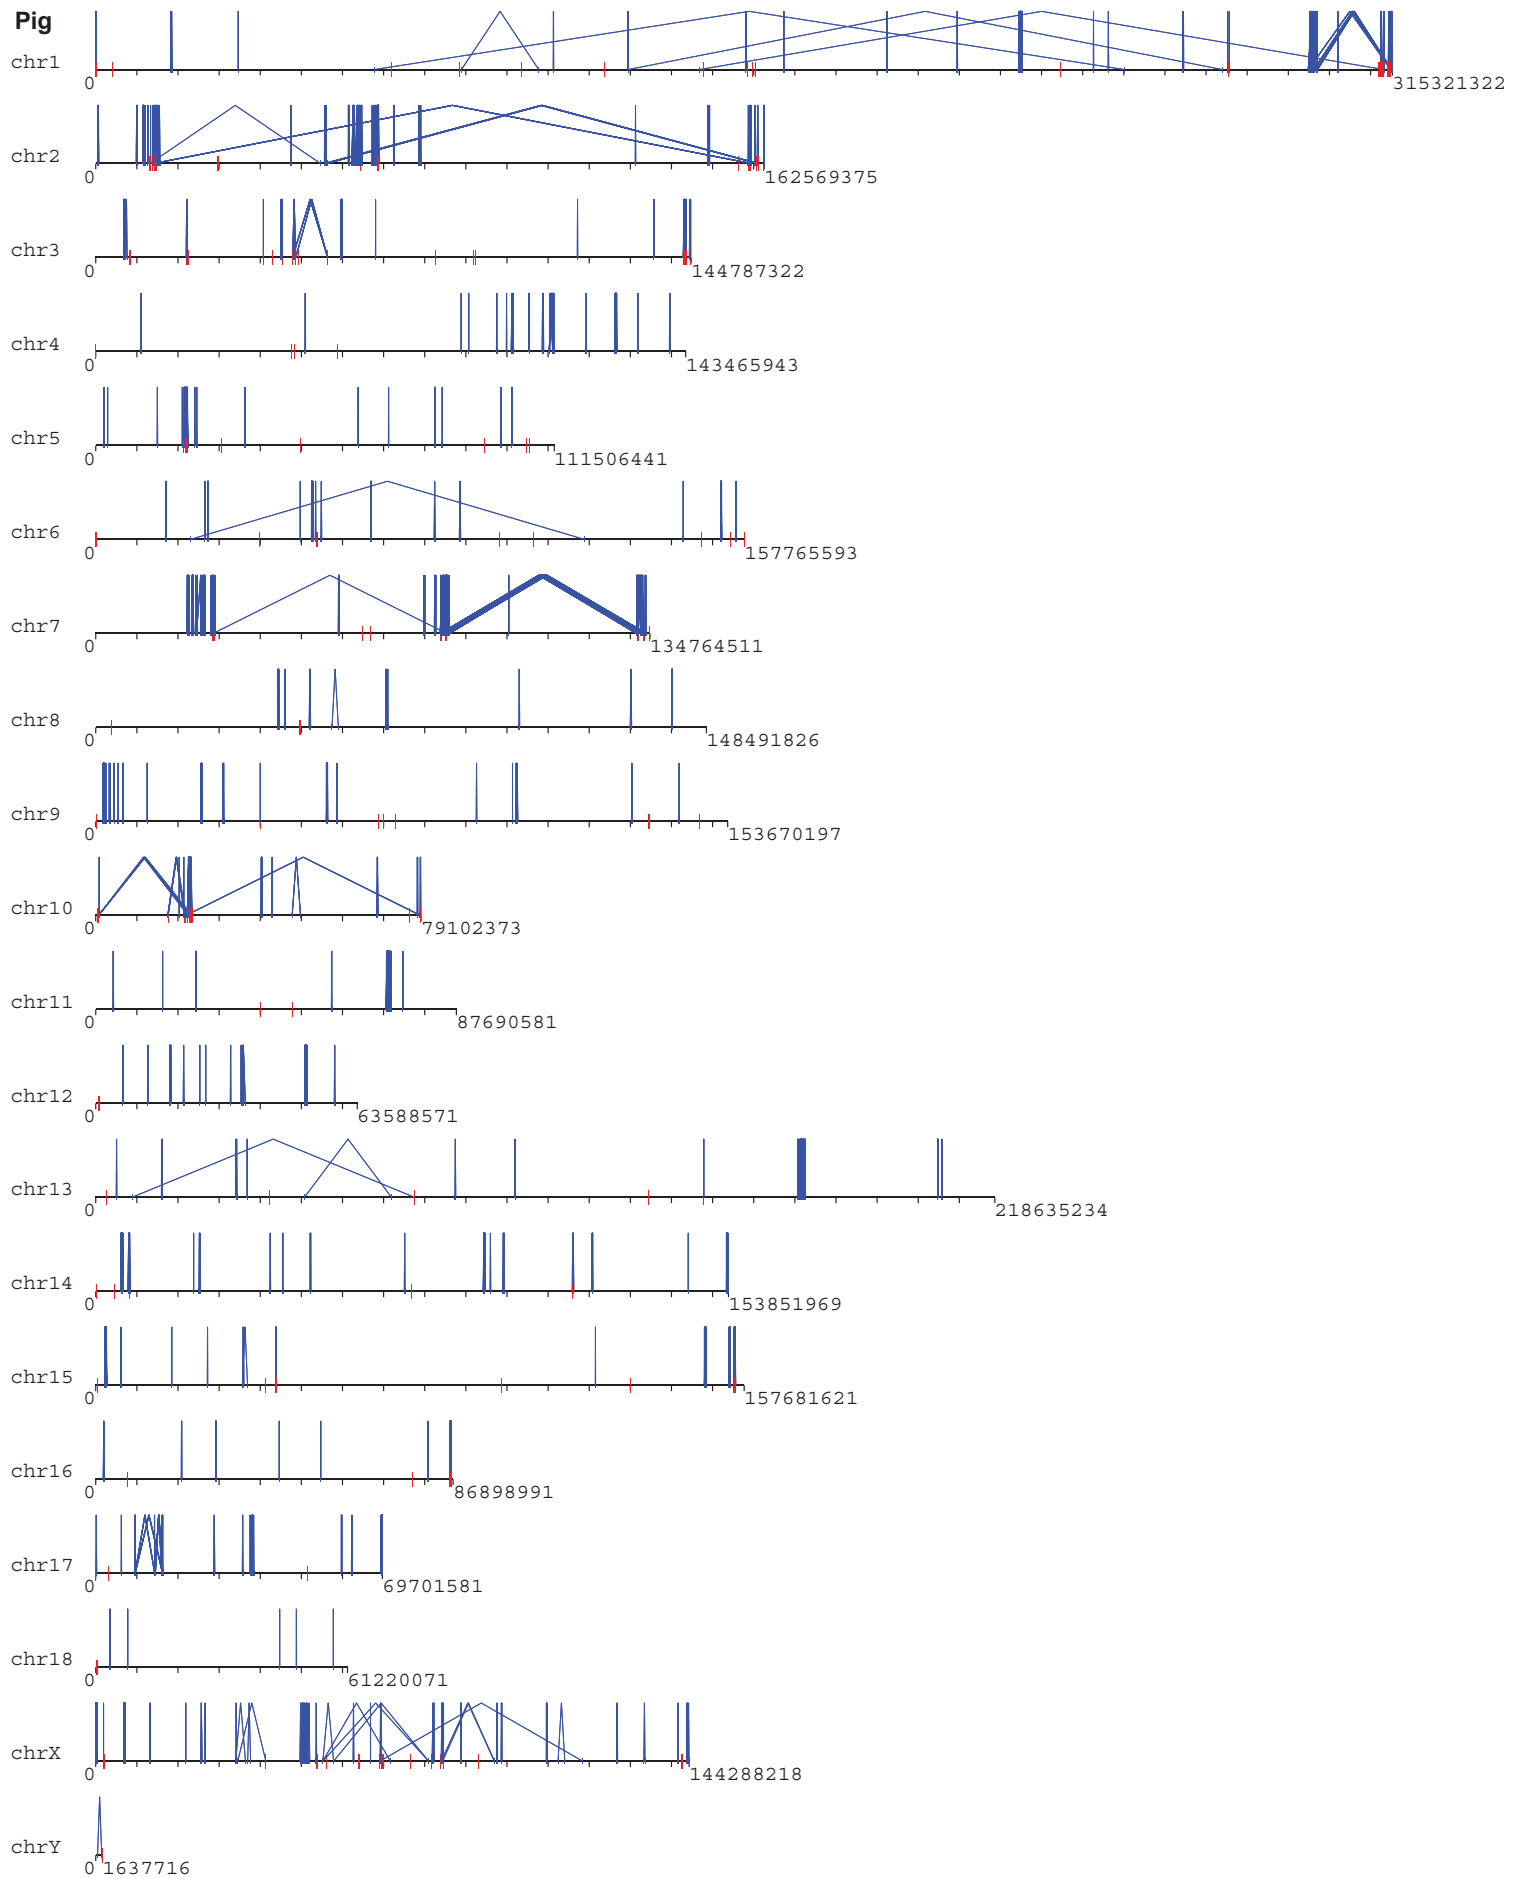 Pig
chr1
0 315321322
chr2
0 162569375
chr3
0 144787322
chr4
0 143465943
chr5
0 111506441
chr6
0 157765593
chr7
0 134764511
chr8
0 148491826
chr9
0 153670197
chr10
0 79102373
chr11
0 87690581
chr12
0 63588571
chr13
0 218635234
chr14
0 153851969
chr15
0 157681621
chr16
0 86898991
chr17
0 69701581
chr18
0 61220071
chrX
0 144288218
chrY
0 1637716